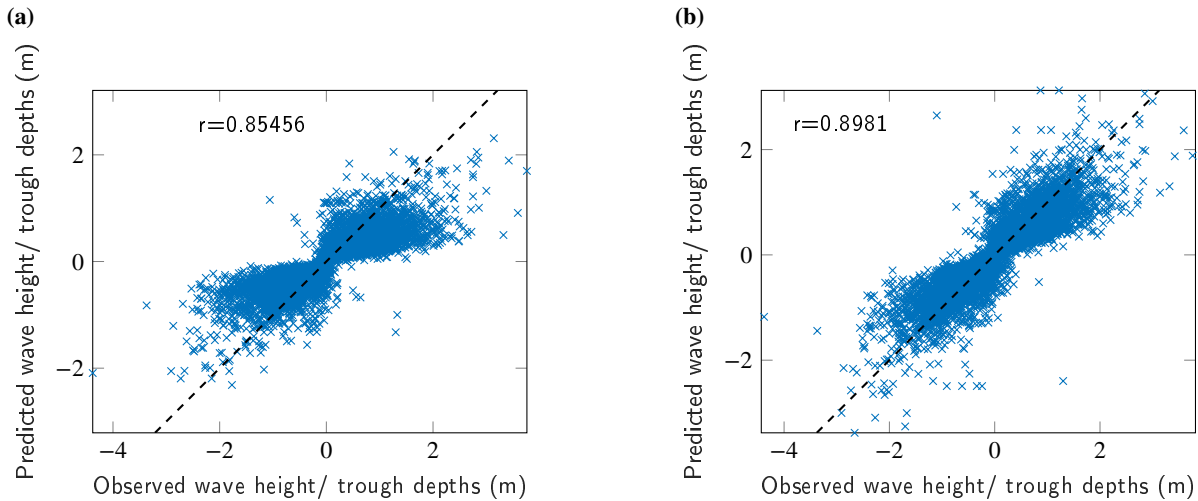 (a)
Predicted wave height/ trough depths (m)
r=0.85456
2
0
−2
−4
−2
0
2
Observed wave height/ trough depths (m)
(b)
Predicted wave height/ trough depths (m)
r=0.8981
2
0
−2
−4
−2
0
2
Observed wave height/ trough depths (m)